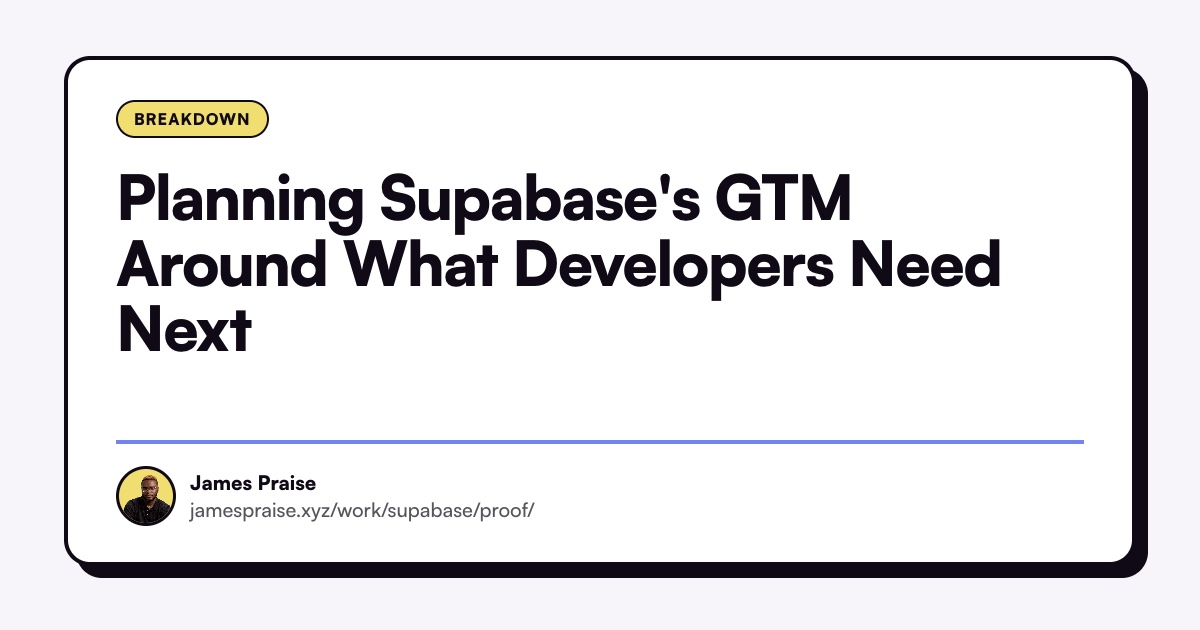 BREAKDOWN
Planning Supabase's GTM
Around What Developers Need
Next
James Praise
jamespraise.xyz/work/supabase/proof/